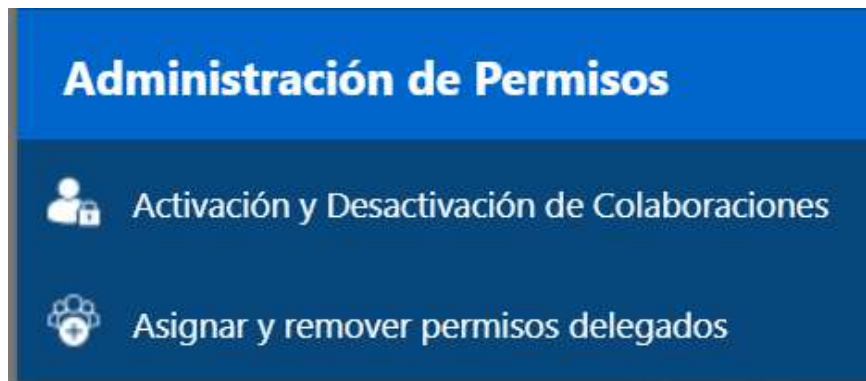 Administración de Permisos
Activación y Desactivación de Colaboraciones
Asignar y remover permisos delegados